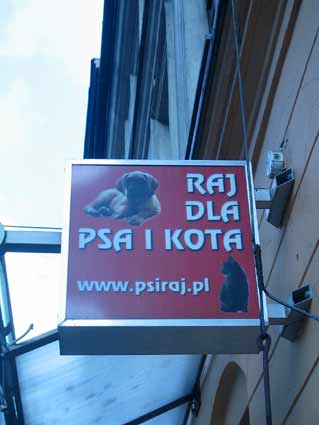 RAJ
DLA
PSA I KOTA
www.psiraj.pl